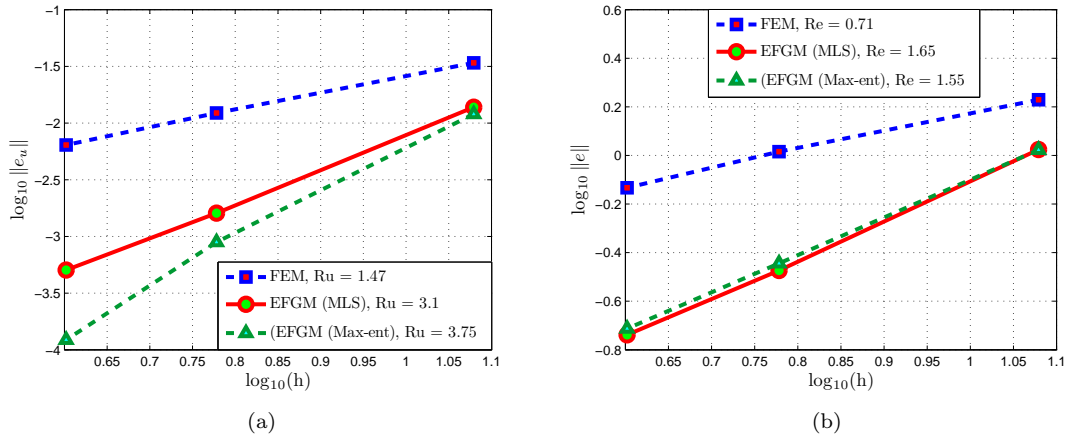 −1
−1.5
−2
−2.5
−3
−3.5
−4
log₁₀ ‖e_u‖
0.65 0.7 0.75 0.8 0.85 0.9 0.95 1 1.05 1.1
log₁₀(h)
FEM, Ru = 1.47
EFGM (MLS), Ru = 3.1
(EFGM (Max-ent), Ru = 3.75
(a)
0.6
0.4
0.2
0
−0.2
−0.4
−0.6
−0.8
log₁₀ ‖e‖
0.65 0.7 0.75 0.8 0.85 0.9 0.95 1 1.05 1.1
log₁₀(h)
FEM, Re = 0.71
EFGM (MLS), Re = 1.65
(EFGM (Max-ent), Re = 1.55
(b)